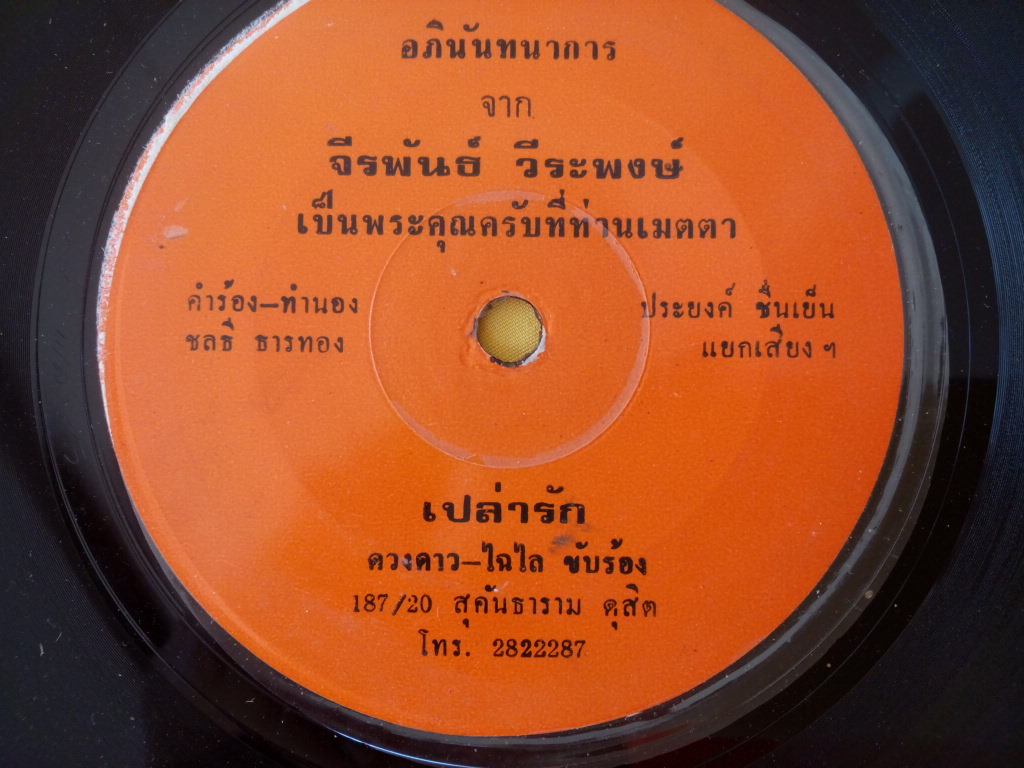 อภินันทนาการ
จาก
จีรพันธ์ วีระพงษ์
เป็นพระคุณครับที่ท่านเมตตา
คำร้อง–ทำนอง
ชลธี ธารทอง
ประยงค์ ชื่นเย็น
แยกเสียง ๆ
เปล่ารัก
ดวงดาว–ไฉไล ขับร้อง
187/20 สุคันธาราม ดุสิต
โทร. 2822287